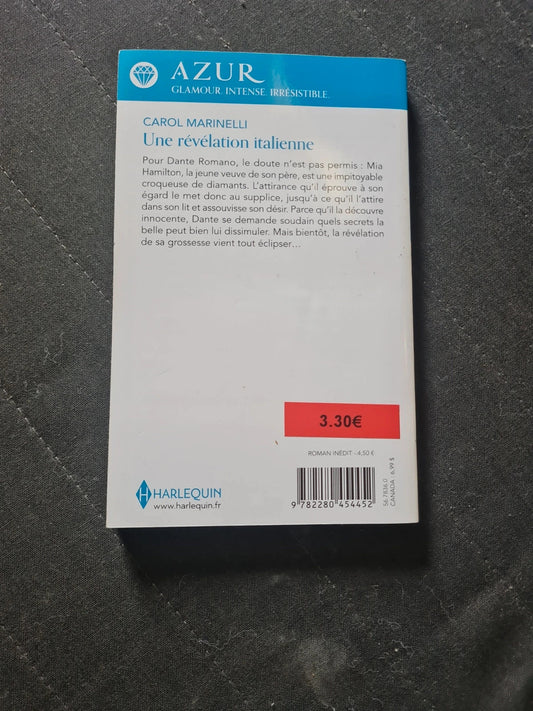 AZUR
GLAMOUR. INTENSE. IRRÉSISTIBLE.
CAROL MARINELLI
Une révélation italienne
Pour Dante Romano, le doute n'est pas permis : Mia
Hamilton, la jeune veuve de son père, est une impitoyable
croqueuse de diamants. L'attirance qu'il éprouve à son
égard le met donc au supplice, jusqu'à ce qu'il l'attire
dans son lit et assouvisse son désir. Parce qu'il la découvre
innocente, Dante se demande soudain quels secrets la
belle peut bien lui dissimuler. Mais bientôt, la révélation
de sa grossesse vient tout éclipser…
3.30€
ROMAN INÉDIT - 4,50 €
HARLEQUIN
www.harlequin.fr
9 782280 454452
56.7836.0
CANADA : 6,99 $